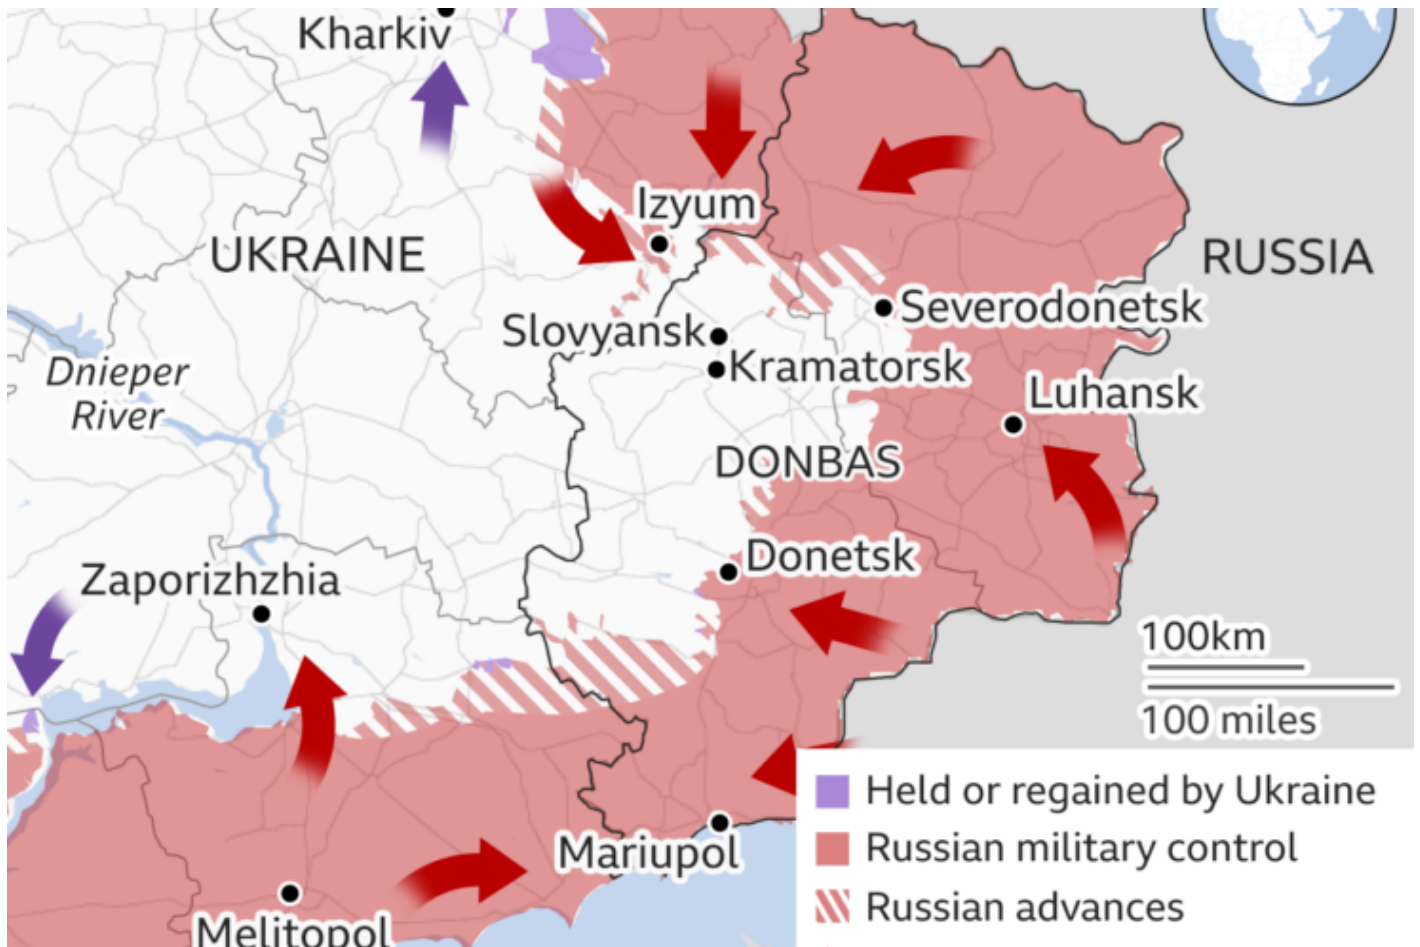 Kharkiv
Izyum
UKRAINE
RUSSIA
Severodonetsk
Slovyansk
Kramatorsk
Dnieper
River
Luhansk
DONBAS
Donetsk
Zaporizhzhia
100km
100 miles
Held or regained by Ukraine
Russian military control
Mariupol
Russian advances
Melitopol